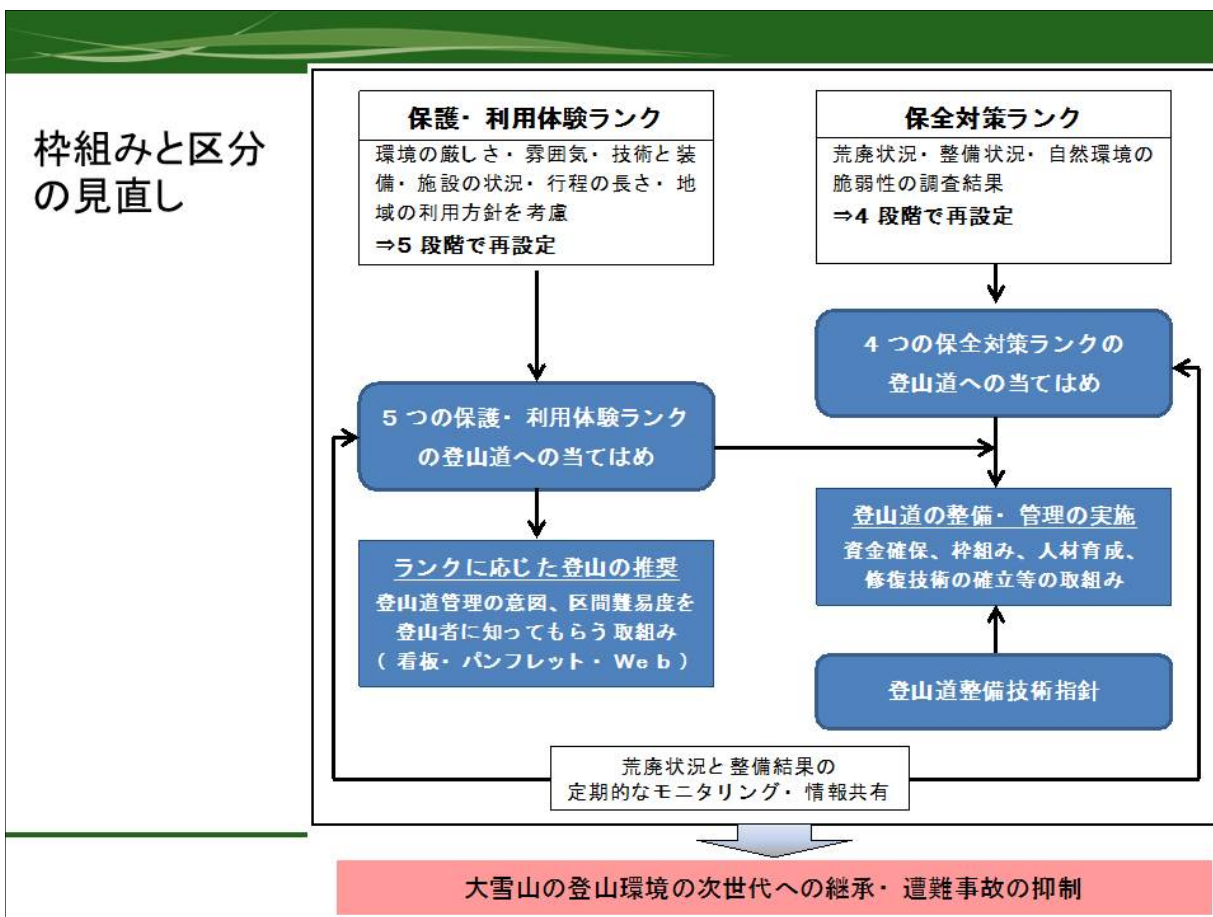 枠組みと区分
の見直し
保護・利用体験ランク
環境の厳しさ・雰囲気・技術と装
備・施設の状況・行程の長さ・地
域の利用方針を考慮
⇒5 段階で再設定
保全対策ランク
荒廃状況・整備状況・自然環境の
脆弱性の調査結果
⇒4 段階で再設定
4 つの保全対策ランクの
登山道への当てはめ
5 つの保護・利用体験ランク
の登山道への当てはめ
登山道の整備・管理の実施
資金確保、枠組み、人材育成、
修復技術の確立等の取組み
ランクに応じた登山の推奨
登山道管理の意図、区間難易度を
登山者に知ってもらう取組み
(看板・パンフレット・Web)
登山道整備技術指針
荒廃状況と整備結果の
定期的なモニタリング・情報共有
大雪山の登山環境の次世代への継承・遭難事故の抑制